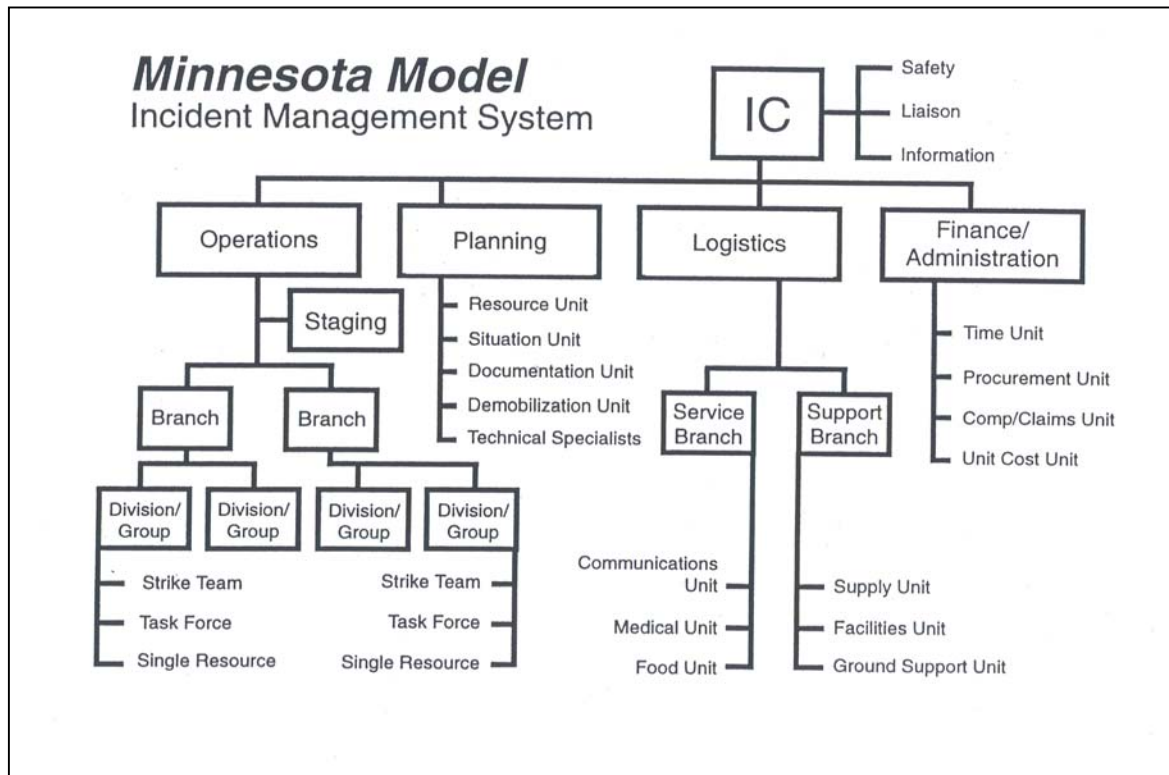 Minnesota Model
Incident Management System
IC
Safety
Liaison
Information
Operations
Planning
Logistics
Finance/
Administration
Staging
Resource Unit
Situation Unit
Documentation Unit
Demobilization Unit
Technical Specialists
Time Unit
Procurement Unit
Comp/Claims Unit
Unit Cost Unit
Branch
Branch
Service
Branch
Support
Branch
Division/
Group
Division/
Group
Division/
Group
Division/
Group
Strike Team
Task Force
Single Resource
Strike Team
Task Force
Single Resource
Communications
Unit
Medical Unit
Food Unit
Supply Unit
Facilities Unit
Ground Support Unit